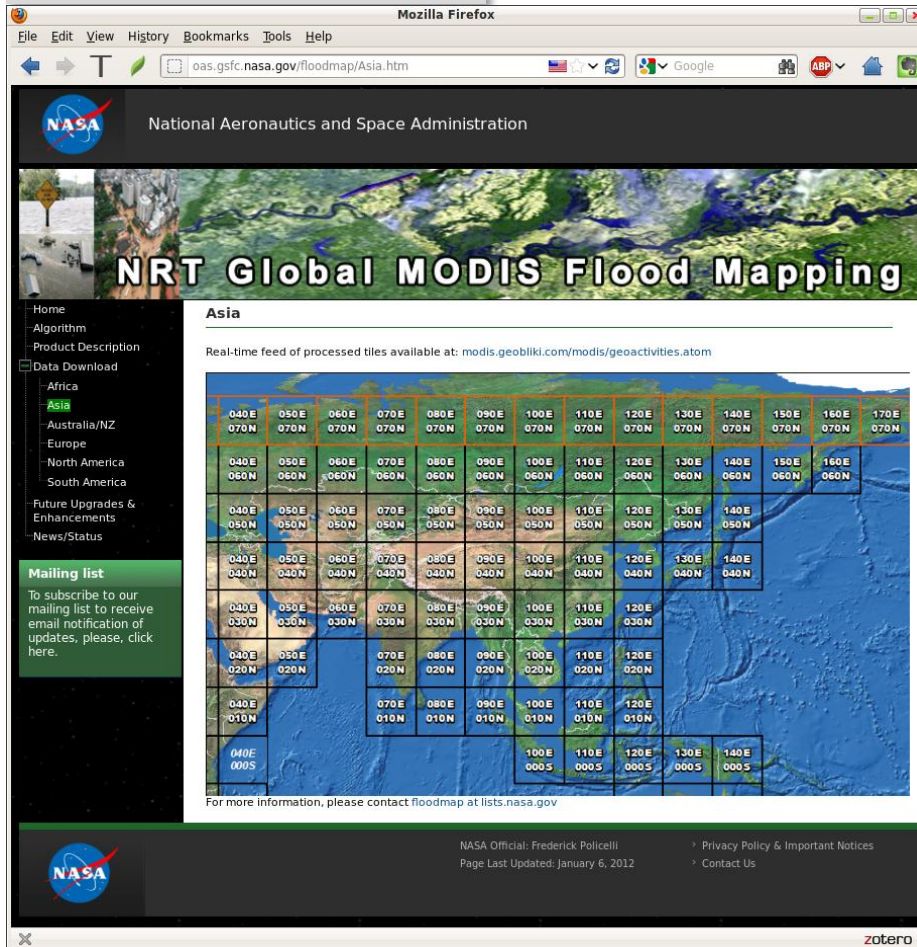 Mozilla Firefox
File Edit View History Bookmarks Tools Help
T oas.gsfc.nasa.gov/floodmap/Asia.htm Google ABP
NASA National Aeronautics and Space Administration
NRT Global MODIS Flood Mapping
Home
Algorithm
Product Description
Data Download
Africa
Asia
Australia/NZ
Europe
North America
South America
Future Upgrades &
Enhancements
News/Status
Mailing list
To subscribe to our
mailing list to receive
email notification of
updates, please, click
here.
Asia
Real-time feed of processed tiles available at: modis.geobliki.com/modis/geoactivities.atom
040E 050E 060E 070E 080E 090E 100E 110E 120E 130E 140E 150E 160E 170E
070N 070N 070N 070N 070N 070N 070N 070N 070N 070N 070N 070N 070N 070N
040E 050E 060E 070E 080E 090E 100E 110E 120E 130E 140E 150E 160E
060N 060N 060N 060N 060N 060N 060N 060N 060N 060N 060N 060N 060N
040E 050E 060E 070E 080E 090E 100E 110E 120E 130E 140E
050N 050N 050N 050N 050N 050N 050N 050N 050N 050N 050N
040E 050E 060E 070E 080E 090E 100E 110E 120E 130E 140E
040N 040N 040N 040N 040N 040N 040N 040N 040N 040N 040N
040E 050E 060E 070E 080E 090E 100E 110E 120E
030N 030N 030N 030N 030N 030N 030N 030N 030N
040E 050E 070E 080E 090E 100E 110E 120E
020N 020N 020N 020N 020N 020N 020N 020N
040E 070E 080E 090E 100E 110E 120E
010N 010N 010N 010N 010N 010N 010N
040E 100E 110E 120E 130E 140E
000S 000S 000S 000S 000S 000S
For more information, please contact floodmap at lists.nasa.gov
NASA
NASA Official: Frederick Policelli
Page Last Updated: January 6, 2012
Privacy Policy & Important Notices
Contact Us
zotero